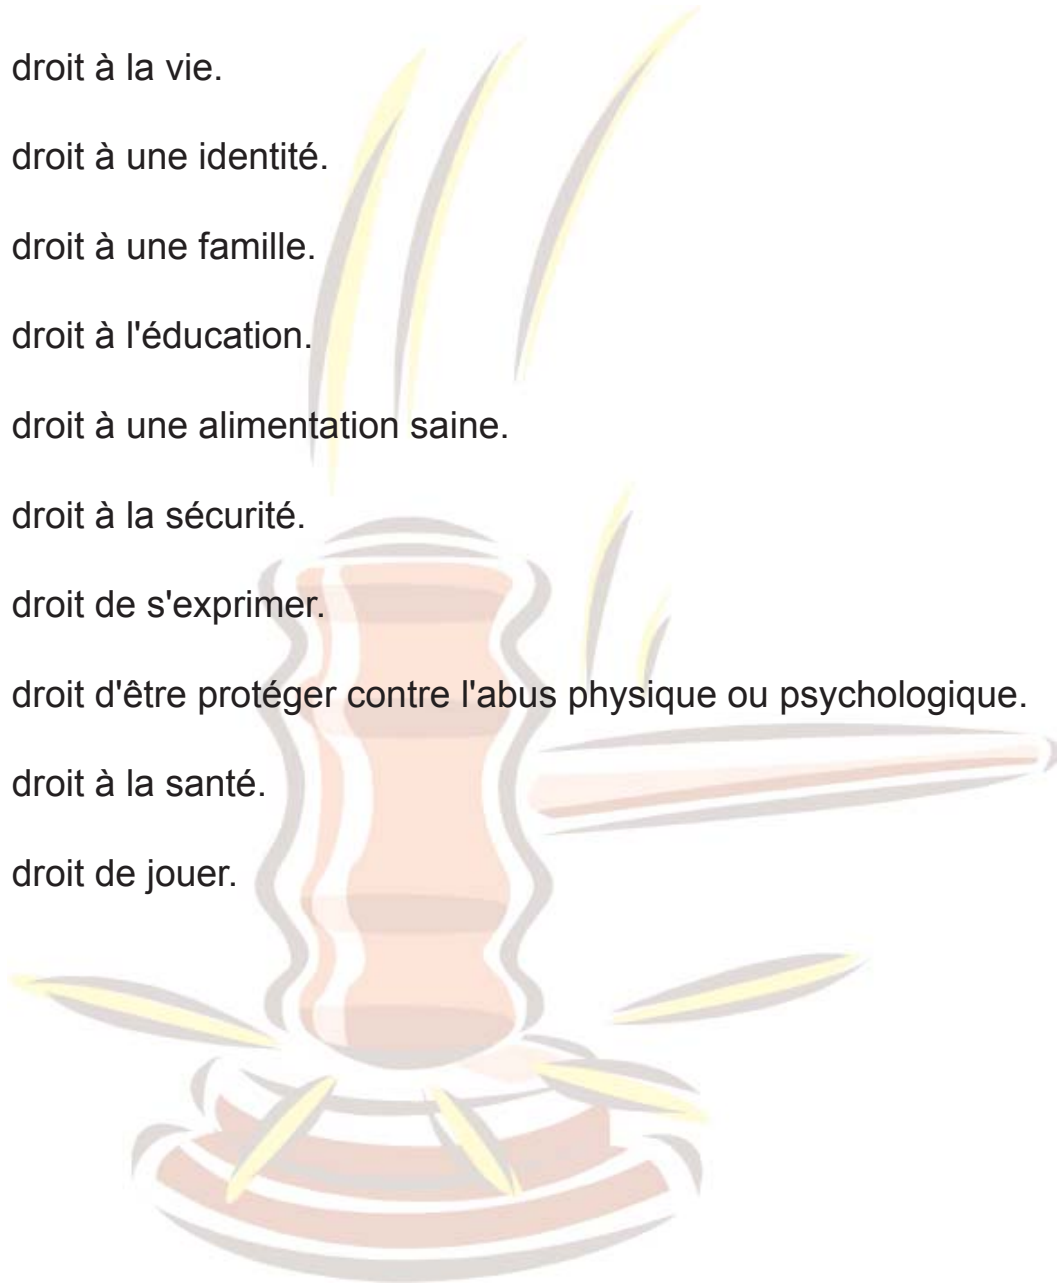 droit à la vie.
droit à une identité.
droit à une famille.
droit à l'éducation.
droit à une alimentation saine.
droit à la sécurité.
droit de s'exprimer.
droit d'être protéger contre l'abus physique ou psychologique.
droit à la santé.
droit de jouer.